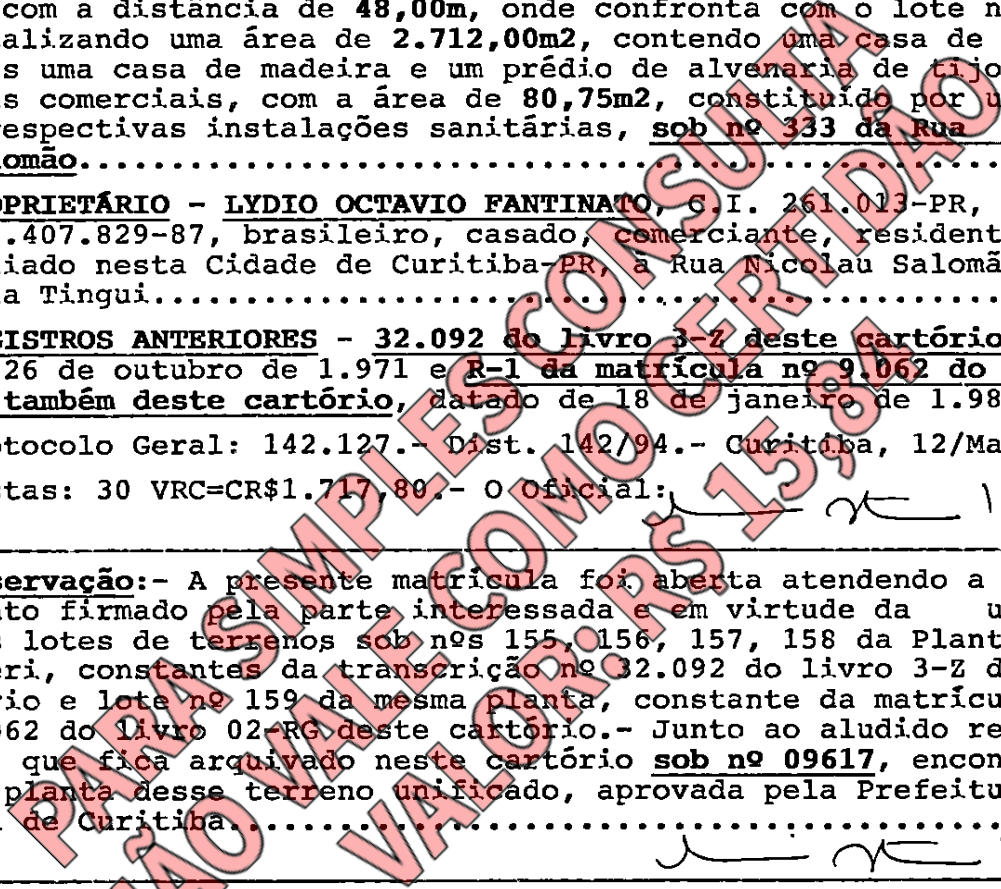 com a distância de 48,00m, onde confronta com o lote n
alizando uma área de 2.712,00m2, contendo uma casa de
s uma casa de madeira e um prédio de alvenaria de tijo
s comerciais, com a área de 80,75m2, constituído por u
respectivas instalações sanitárias, sob nº 333 da Rua
lomão
OPRIETÁRIO - LYDIO OCTAVIO FANTINATO, C.I. 261.013-PR,
.407.829-87, brasileiro, casado, comerciante, resident
liado nesta Cidade de Curitiba-PR, à Rua Nicolau Salomã
a Tingui
GISTROS ANTERIORES - 32.092 do livro 3-Z deste cartório
26 de outubro de 1.971 e R-1 da matrícula nº 9.062 do
também deste cartório, datado de 18 de janeiro de 1.98
otocolo Geral: 142.127.- Dist. 142/94.- Curitiba, 12/Ma
stas: 30 VRC=CR$1.717,80.- O Oficial:
servação:- A presente matrícula foi aberta atendendo a
nto firmado pela parte interessada e em virtude da u
s lotes de terrenos sob nºs 155, 156, 157, 158 da Plant
eri, constantes da transcrição nº 32.092 do livro 3-Z d
rio e lote nº 159 da mesma planta, constante da matrícu
062 do livro 02-RG deste cartório.- Junto ao aludido re
que fica arquivado neste cartório sob nº 09617, encon
planta desse terreno unificado, aprovada pela Prefeitu
de Curitiba
PARA SIMPLES CONSULTA
NÃO VALE COMO CERTIDÃO
VALOR: R$ 15,84